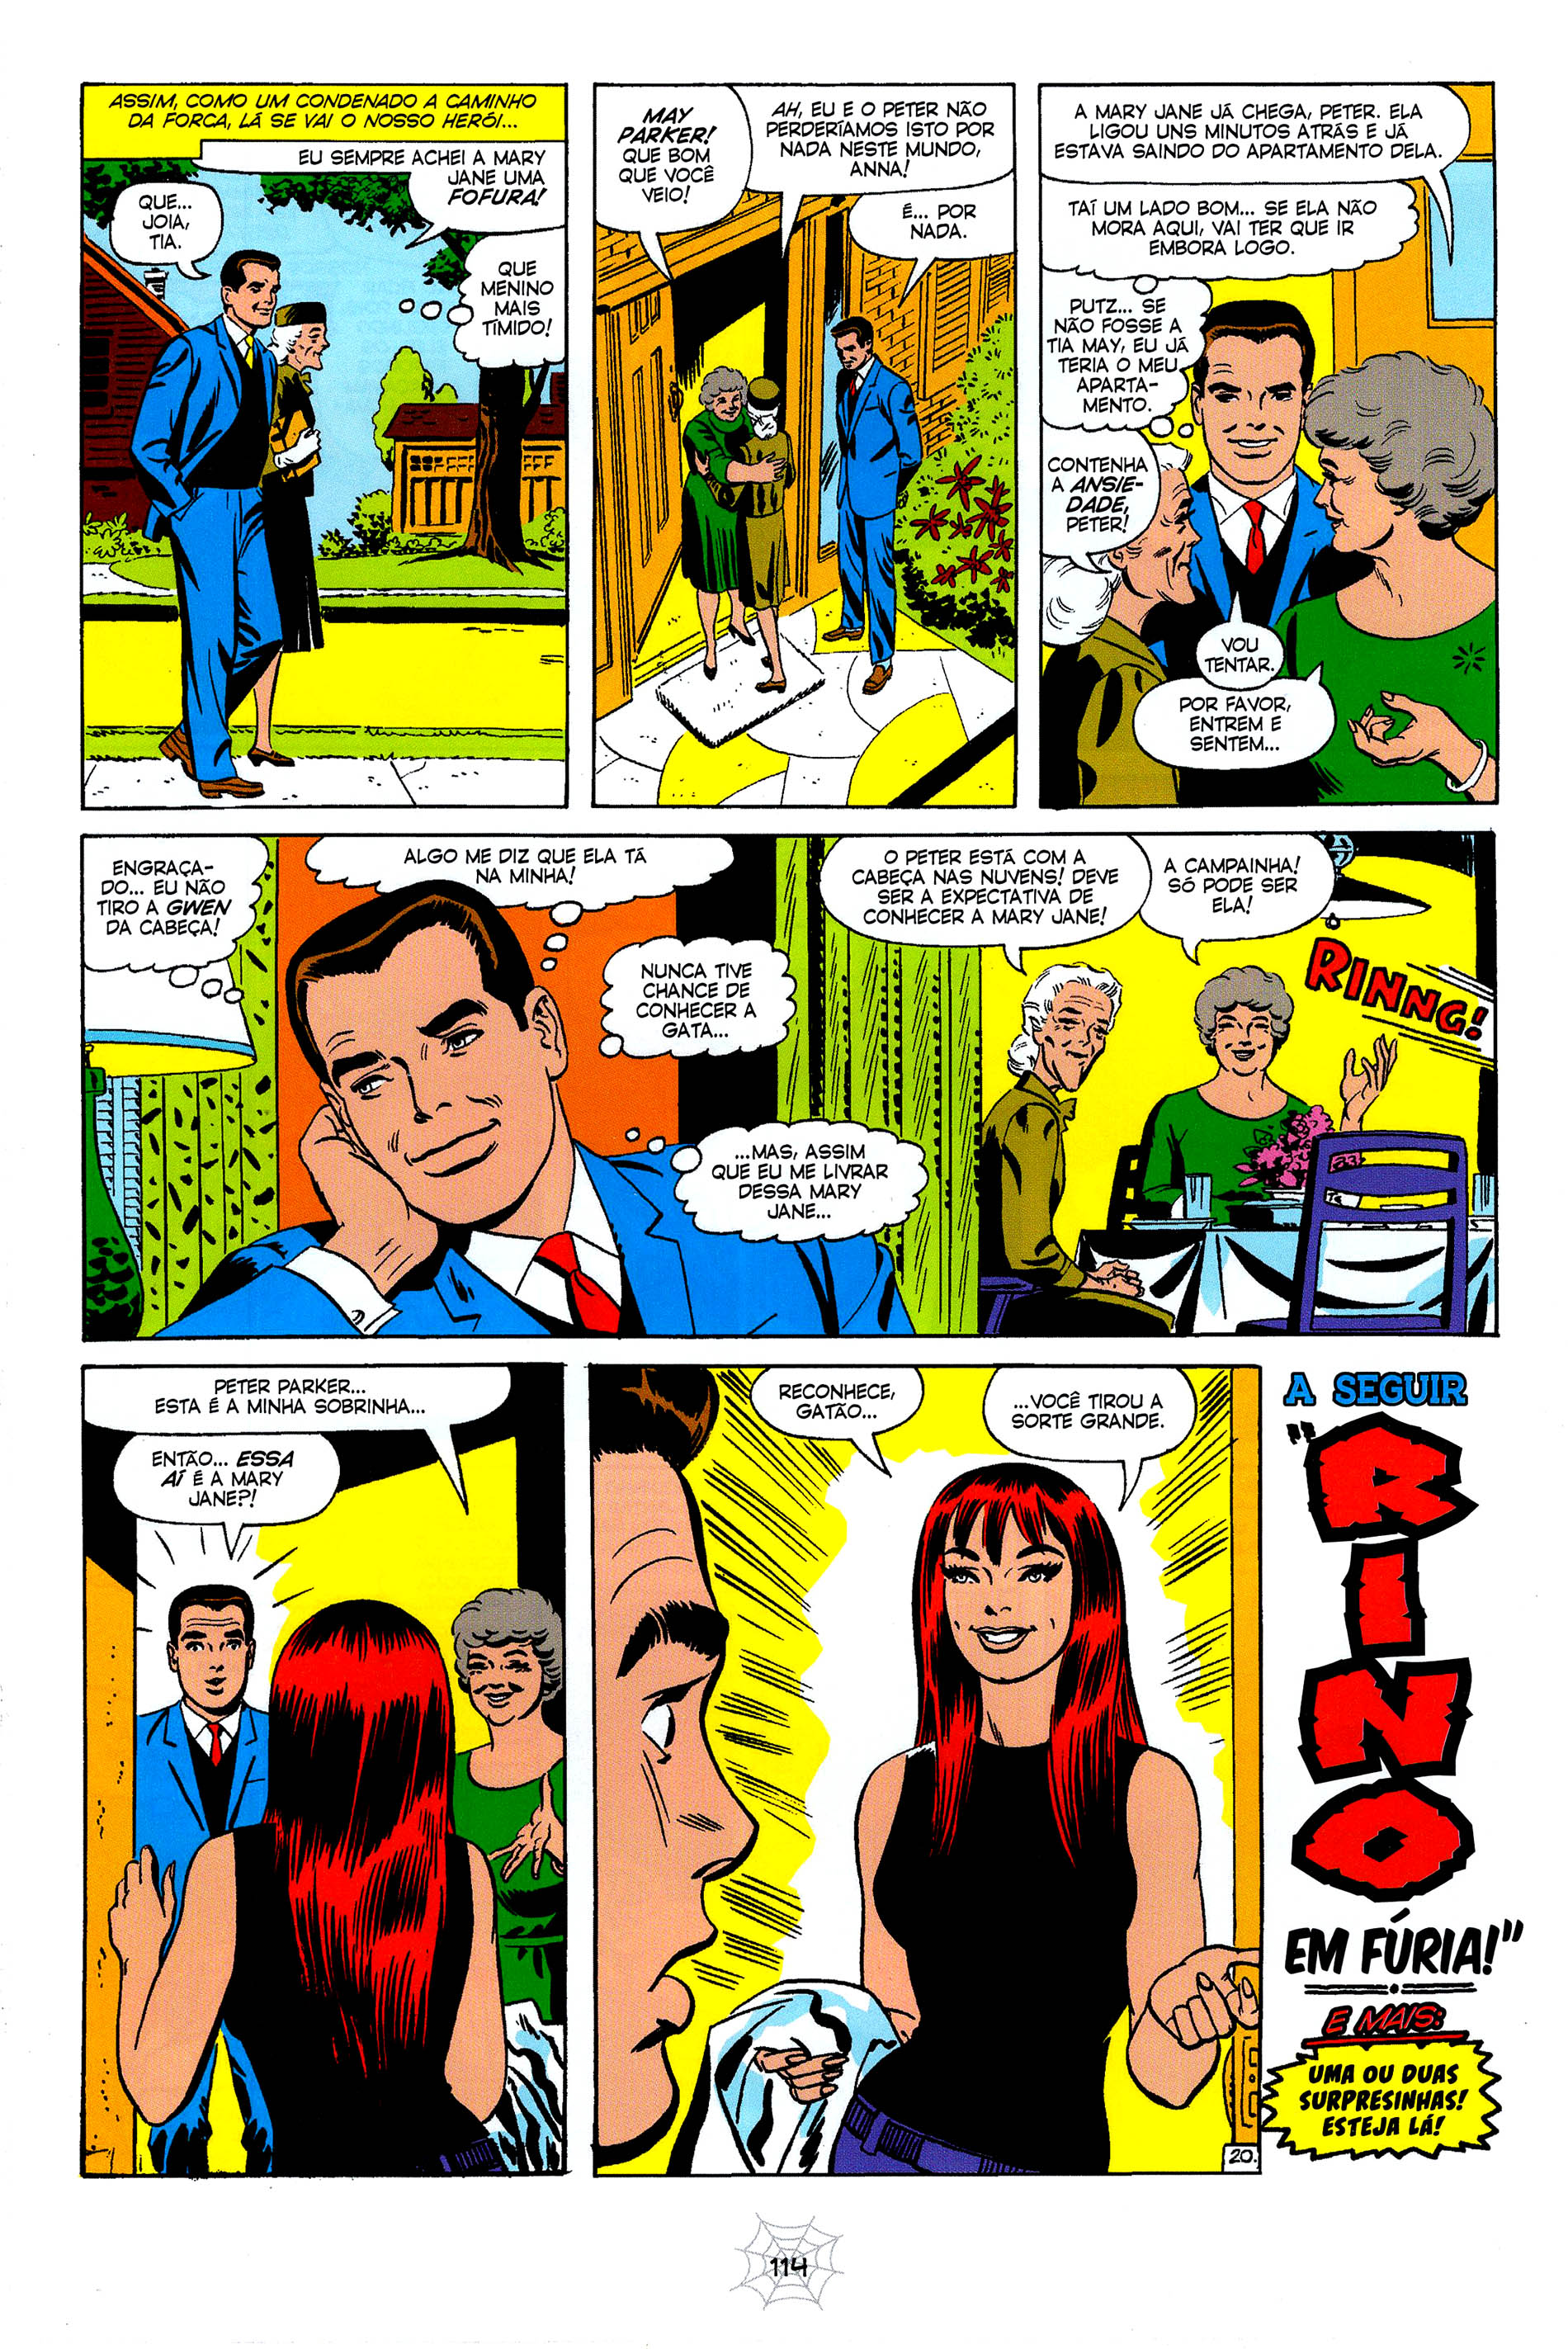 ASSIM, COMO UM CONDENADO A CAMINHO
DA FORCA, LÁ SE VAI O NOSSO HERÓI...
EU SEMPRE ACHEI A MARY
JANE UMA
FOFURA!
QUE...
JOIA,
TIA.
QUE
MENINO
MAIS
TÍMIDO!
MAY
PARKER!
QUE BOM
QUE VOCÊ
VEIO!
AH, EU E O PETER NÃO
PERDERÍAMOS ISTO POR
NADA NESTE MUNDO,
ANNA!
É... POR
NADA.
A MARY JANE JÁ CHEGA, PETER. ELA
LIGOU UNS MINUTOS ATRÁS E JÁ
ESTAVA SAINDO DO APARTAMENTO DELA.
TAÍ UM LADO BOM... SE ELA NÃO
MORA AQUI, VAI TER QUE IR
EMBORA LOGO.
PUTZ... SE
NÃO FOSSE A
TIA MAY, EU JÁ
TERIA O MEU
APARTA-
MENTO.
CONTENHA
A ANSIE-
DADE,
PETER!
VOU
TENTAR.
POR FAVOR,
ENTREM E
SENTEM...
ENGRAÇA-
DO... EU NÃO
TIRO A GWEN
DA CABEÇA!
ALGO ME DIZ QUE ELA TÁ
NA MINHA!
NUNCA TIVE
CHANCE DE
CONHECER A
GATA...
...MAS, ASSIM
QUE EU ME LIVRAR
DESSA MARY
JANE...
O PETER ESTÁ COM A
CABEÇA NAS NUVENS! DEVE
SER A EXPECTATIVA DE
CONHECER A MARY JANE!
A CAMPAINHA!
SÓ PODE SER
ELA!
RINNG!
PETER PARKER...
ESTA É A MINHA SOBRINHA...
ENTÃO... ESSA
AÍ É A MARY
JANE?!
RECONHECE,
GATÃO...
...VOCÊ TIROU A
SORTE GRANDE.
20.
A SEGUIR
"RINO
EM FÚRIA!"
E MAIS:
UMA OU DUAS
SURPRESINHAS!
ESTEJA LÁ!
114